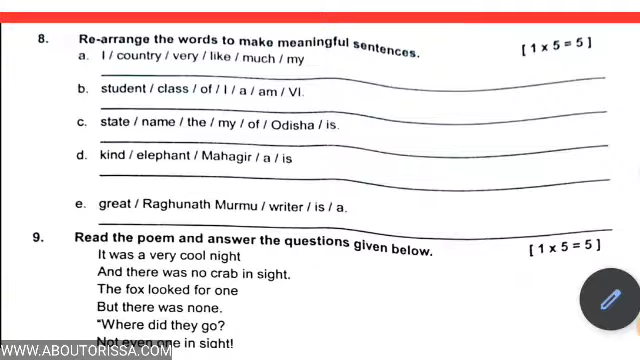 8. Re-arrange the words to make meaningful sentences. [ 1 x 5 = 5 ]
a. I / country / very / like / much / my
b. student / class / of / I / a / am / VI.
c. state / name / the / my / of / Odisha / is.
d. kind / elephant / Mahagir / a / is
e. great / Raghunath Murmu / writer / is / a.
9. Read the poem and answer the questions given below. [ 1 x 5 = 5 ]
It was a very cool night
And there was no crab in sight.
The fox looked for one
But there was none.
"Where did they go?
Not even one in sight!
WWW.ABOUTORISSA.COM